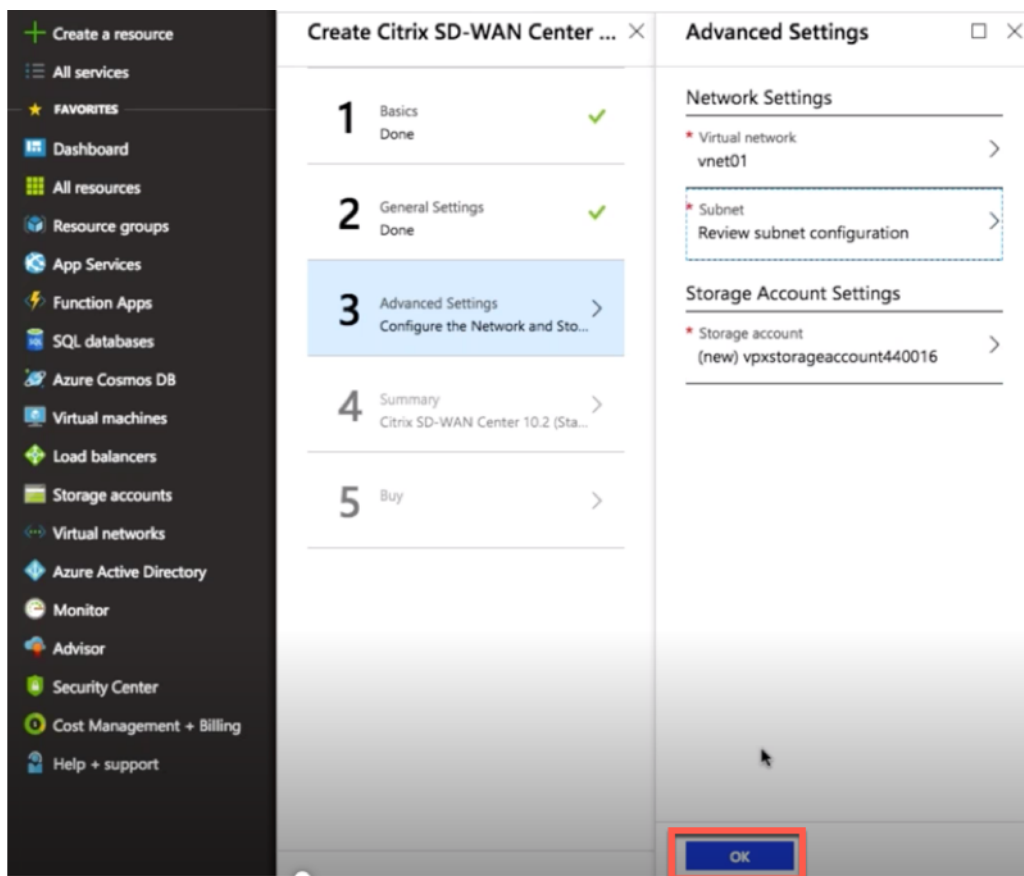 Create a resource
All services
FAVORITES
Dashboard
All resources
Resource groups
App Services
Function Apps
SQL databases
Azure Cosmos DB
Virtual machines
Load balancers
Storage accounts
Virtual networks
Azure Active Directory
Monitor
Advisor
Security Center
Cost Management + Billing
Help + support
Create Citrix SD-WAN Center ...
1
Basics
Done
2
General Settings
Done
3
Advanced Settings
Configure the Network and Sto...
4
Summary
Citrix SD-WAN Center 10.2 (Sta...
5
Buy
Advanced Settings
Network Settings
* Virtual network
vnet01
* Subnet
Review subnet configuration
Storage Account Settings
* Storage account
(new) vpxstorageaccount440016
OK